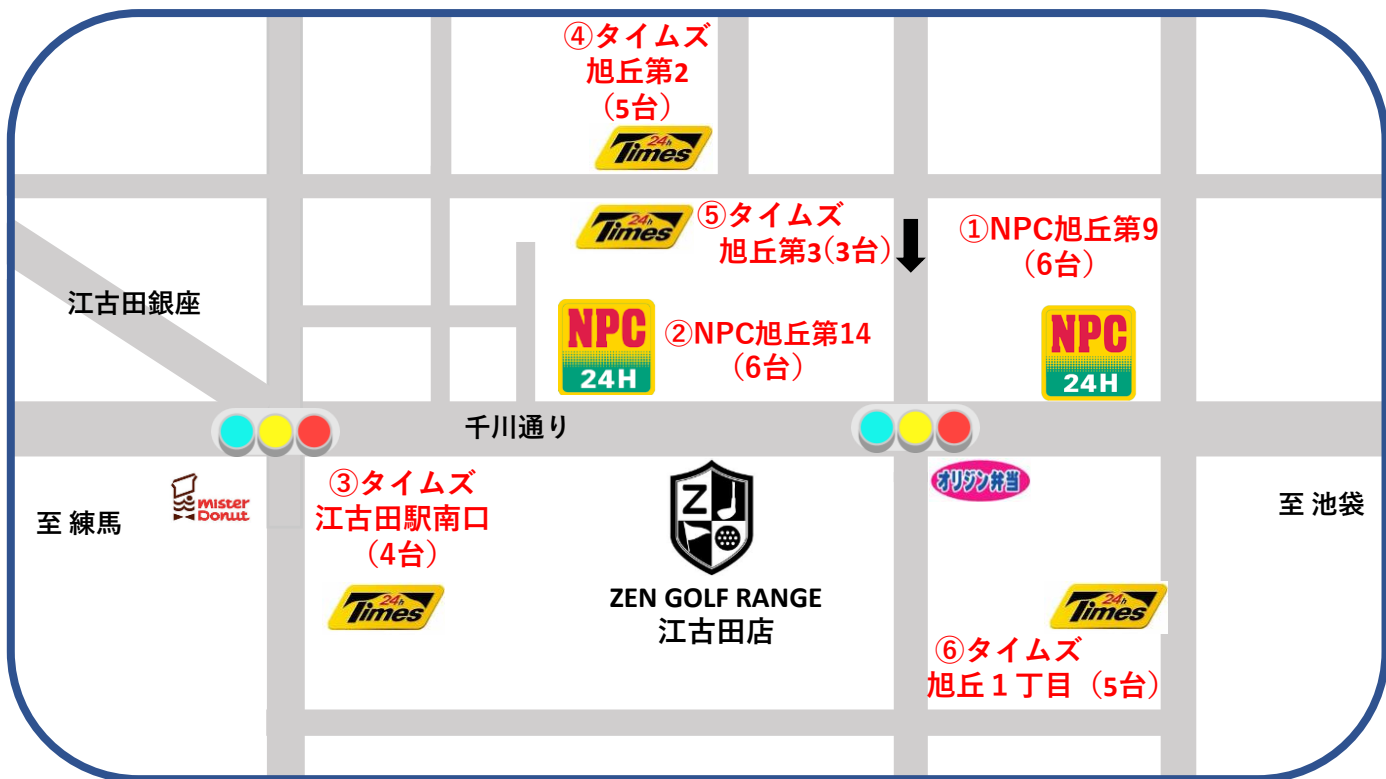 ④タイムズ
旭丘第2
（5台）
24h
Times
24h
Times
⑤タイムズ
旭丘第3(3台)
①NPC旭丘第9
（6台）
江古田銀座
NPC
24H
②NPC旭丘第14
（6台）
NPC
24H
千川通り
至 練馬
mister
Donut
③タイムズ
江古田駅南口
（4台）
24h
Times
Z
ZEN GOLF RANGE
江古田店
オリジン弁当
至 池袋
24h
Times
⑥タイムズ
旭丘１丁目（5台）